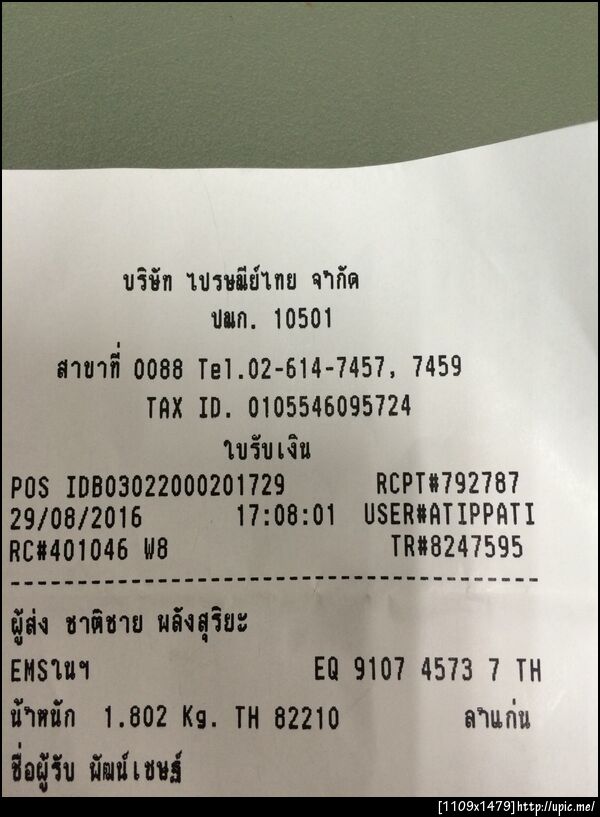 บริษัท ไปรษณีย์ไทย จำกัด
ปณก. 10501
สาขาที่ 0088 Tel.02-614-7457, 7459
TAX ID. 0105546095724
ใบรับเงิน
POS IDB03022000201729 RCPT#792787
29/08/2016 17:08:01 USER#ATIPPATI
RC#401046 W8 TR#8247595
ผู้ส่ง ชาติชาย พลังสุริยะ
EMSในฯ EQ 9107 4573 7 TH
น้ำหนัก 1.802 Kg. TH 82210 ลำแก่น
ชื่อผู้รับ พัฒน์เชษฐ์
[1109x1479]http://upic.me/